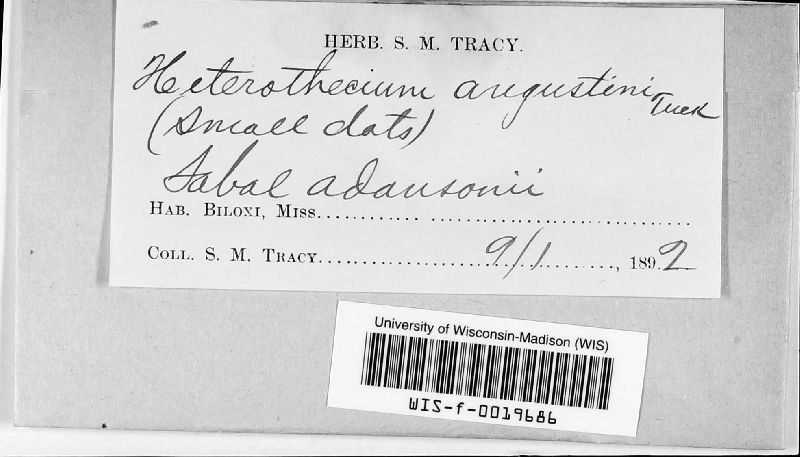 HERB. S. M. TRACY.
Heterothecium augustini Tuck
(Small dots)
Sabal adansonii
HAB. BILOXI, MISS.
COLL. S. M. TRACY. 9/1, 1892
University of Wisconsin-Madison (WIS)
WIS-f-0019686